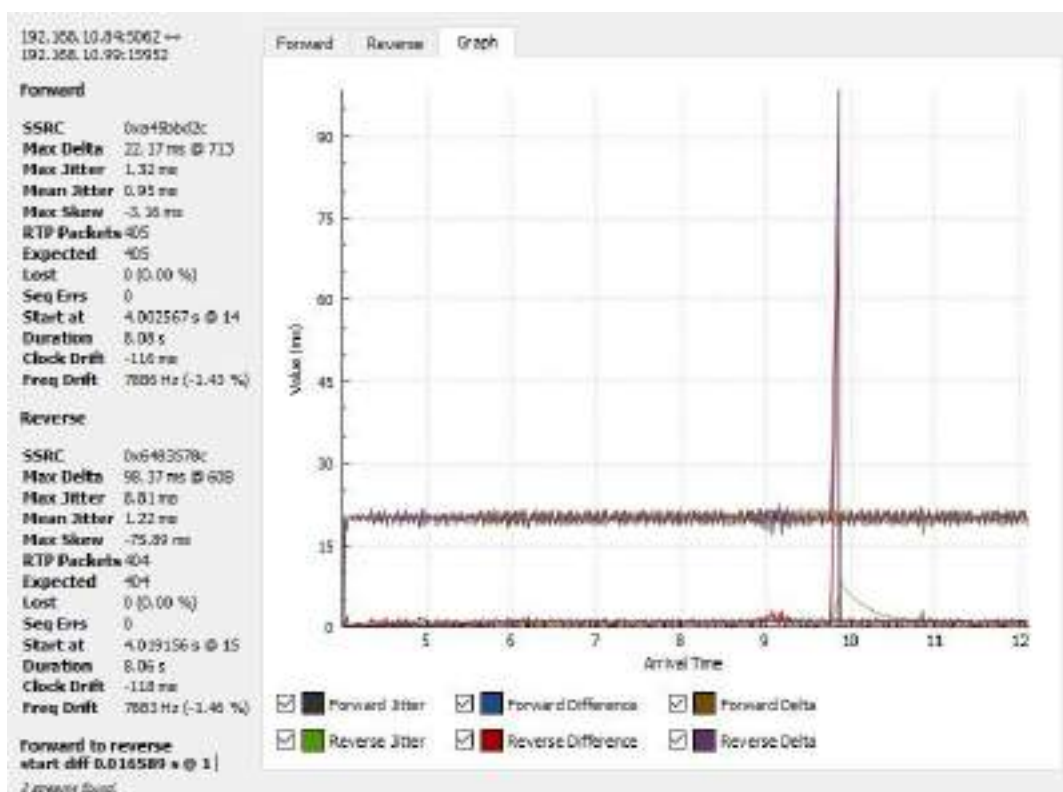 192.168.10.84:5062 ↔
192.168.10.99:15952
Forward
SSRC 0xa49bbd2c
Max Delta 22.17 ms @ 713
Max Jitter 1.32 ms
Mean Jitter 0.95 ms
Max Skew -3.16 ms
RTP Packets 405
Expected 405
Lost 0 (0.00 %)
Seq Errs 0
Start at 4.002567 s @ 14
Duration 8.08 s
Clock Drift -116 ms
Freq Drift 7886 Hz (-1.43 %)
Reverse
SSRC 0x6483578c
Max Delta 98.37 ms @ 608
Max Jitter 8.81 ms
Mean Jitter 1.22 ms
Max Skew -75.89 ms
RTP Packets 404
Expected 404
Lost 0 (0.00 %)
Seq Errs 0
Start at 4.019156 s @ 15
Duration 8.06 s
Clock Drift -118 ms
Freq Drift 7883 Hz (-1.46 %)
Forward to reverse
start diff 0.016589 s @ 1
2 streams found.
Forward Reverse Graph
90
75
60
45
30
15
0
Value (ms)
5 6 7 8 9 10 11 12
Arrival Time
Forward Jitter Forward Difference Forward Delta
Reverse Jitter Reverse Difference Reverse Delta